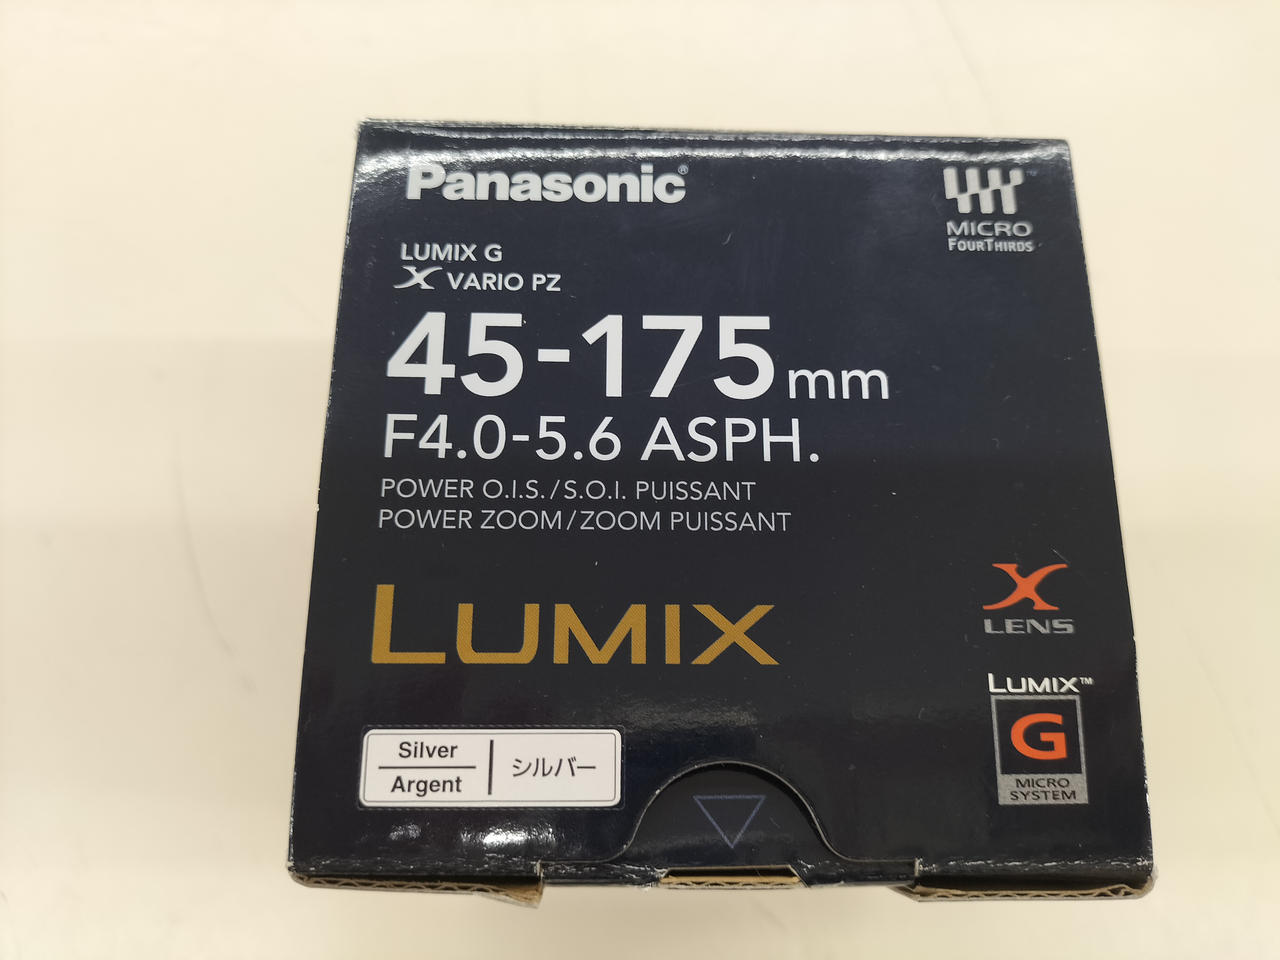 Panasonic®
MICRO
FOURTHIRDS
LUMIX G
X VARIO PZ
45-175mm
F4.0-5.6 ASPH.
POWER O.I.S./S.O.I. PUISSANT
POWER ZOOM/ZOOM PUISSANT
LUMIX
X
LENS
LUMIX™
G
MICRO
SYSTEM
Silver
Argent
シルバー